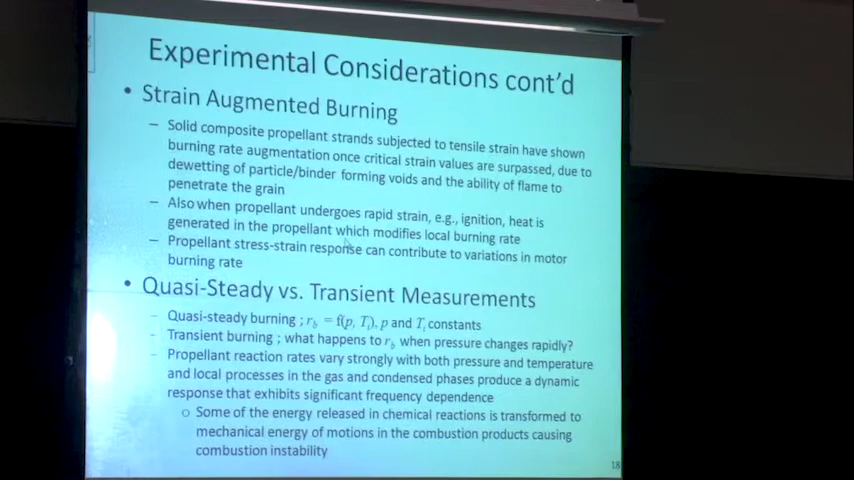 Experimental Considerations cont'd
• Strain Augmented Burning
– Solid composite propellant strands subjected to tensile strain have shown
burning rate augmentation once critical strain values are surpassed, due to
dewetting of particle/binder forming voids and the ability of flame to
penetrate the grain
– Also when propellant undergoes rapid strain, e.g., ignition, heat is
generated in the propellant which modifies local burning rate
– Propellant stress-strain response can contribute to variations in motor
burning rate
• Quasi-Steady vs. Transient Measurements
– Quasi-steady burning ; r_b = f(p, T_i), p and T_i constants
– Transient burning ; what happens to r_b when pressure changes rapidly?
– Propellant reaction rates vary strongly with both pressure and temperature
and local processes in the gas and condensed phases produce a dynamic
response that exhibits significant frequency dependence
o Some of the energy released in chemical reactions is transformed to
mechanical energy of motions in the combustion products causing
combustion instability
18